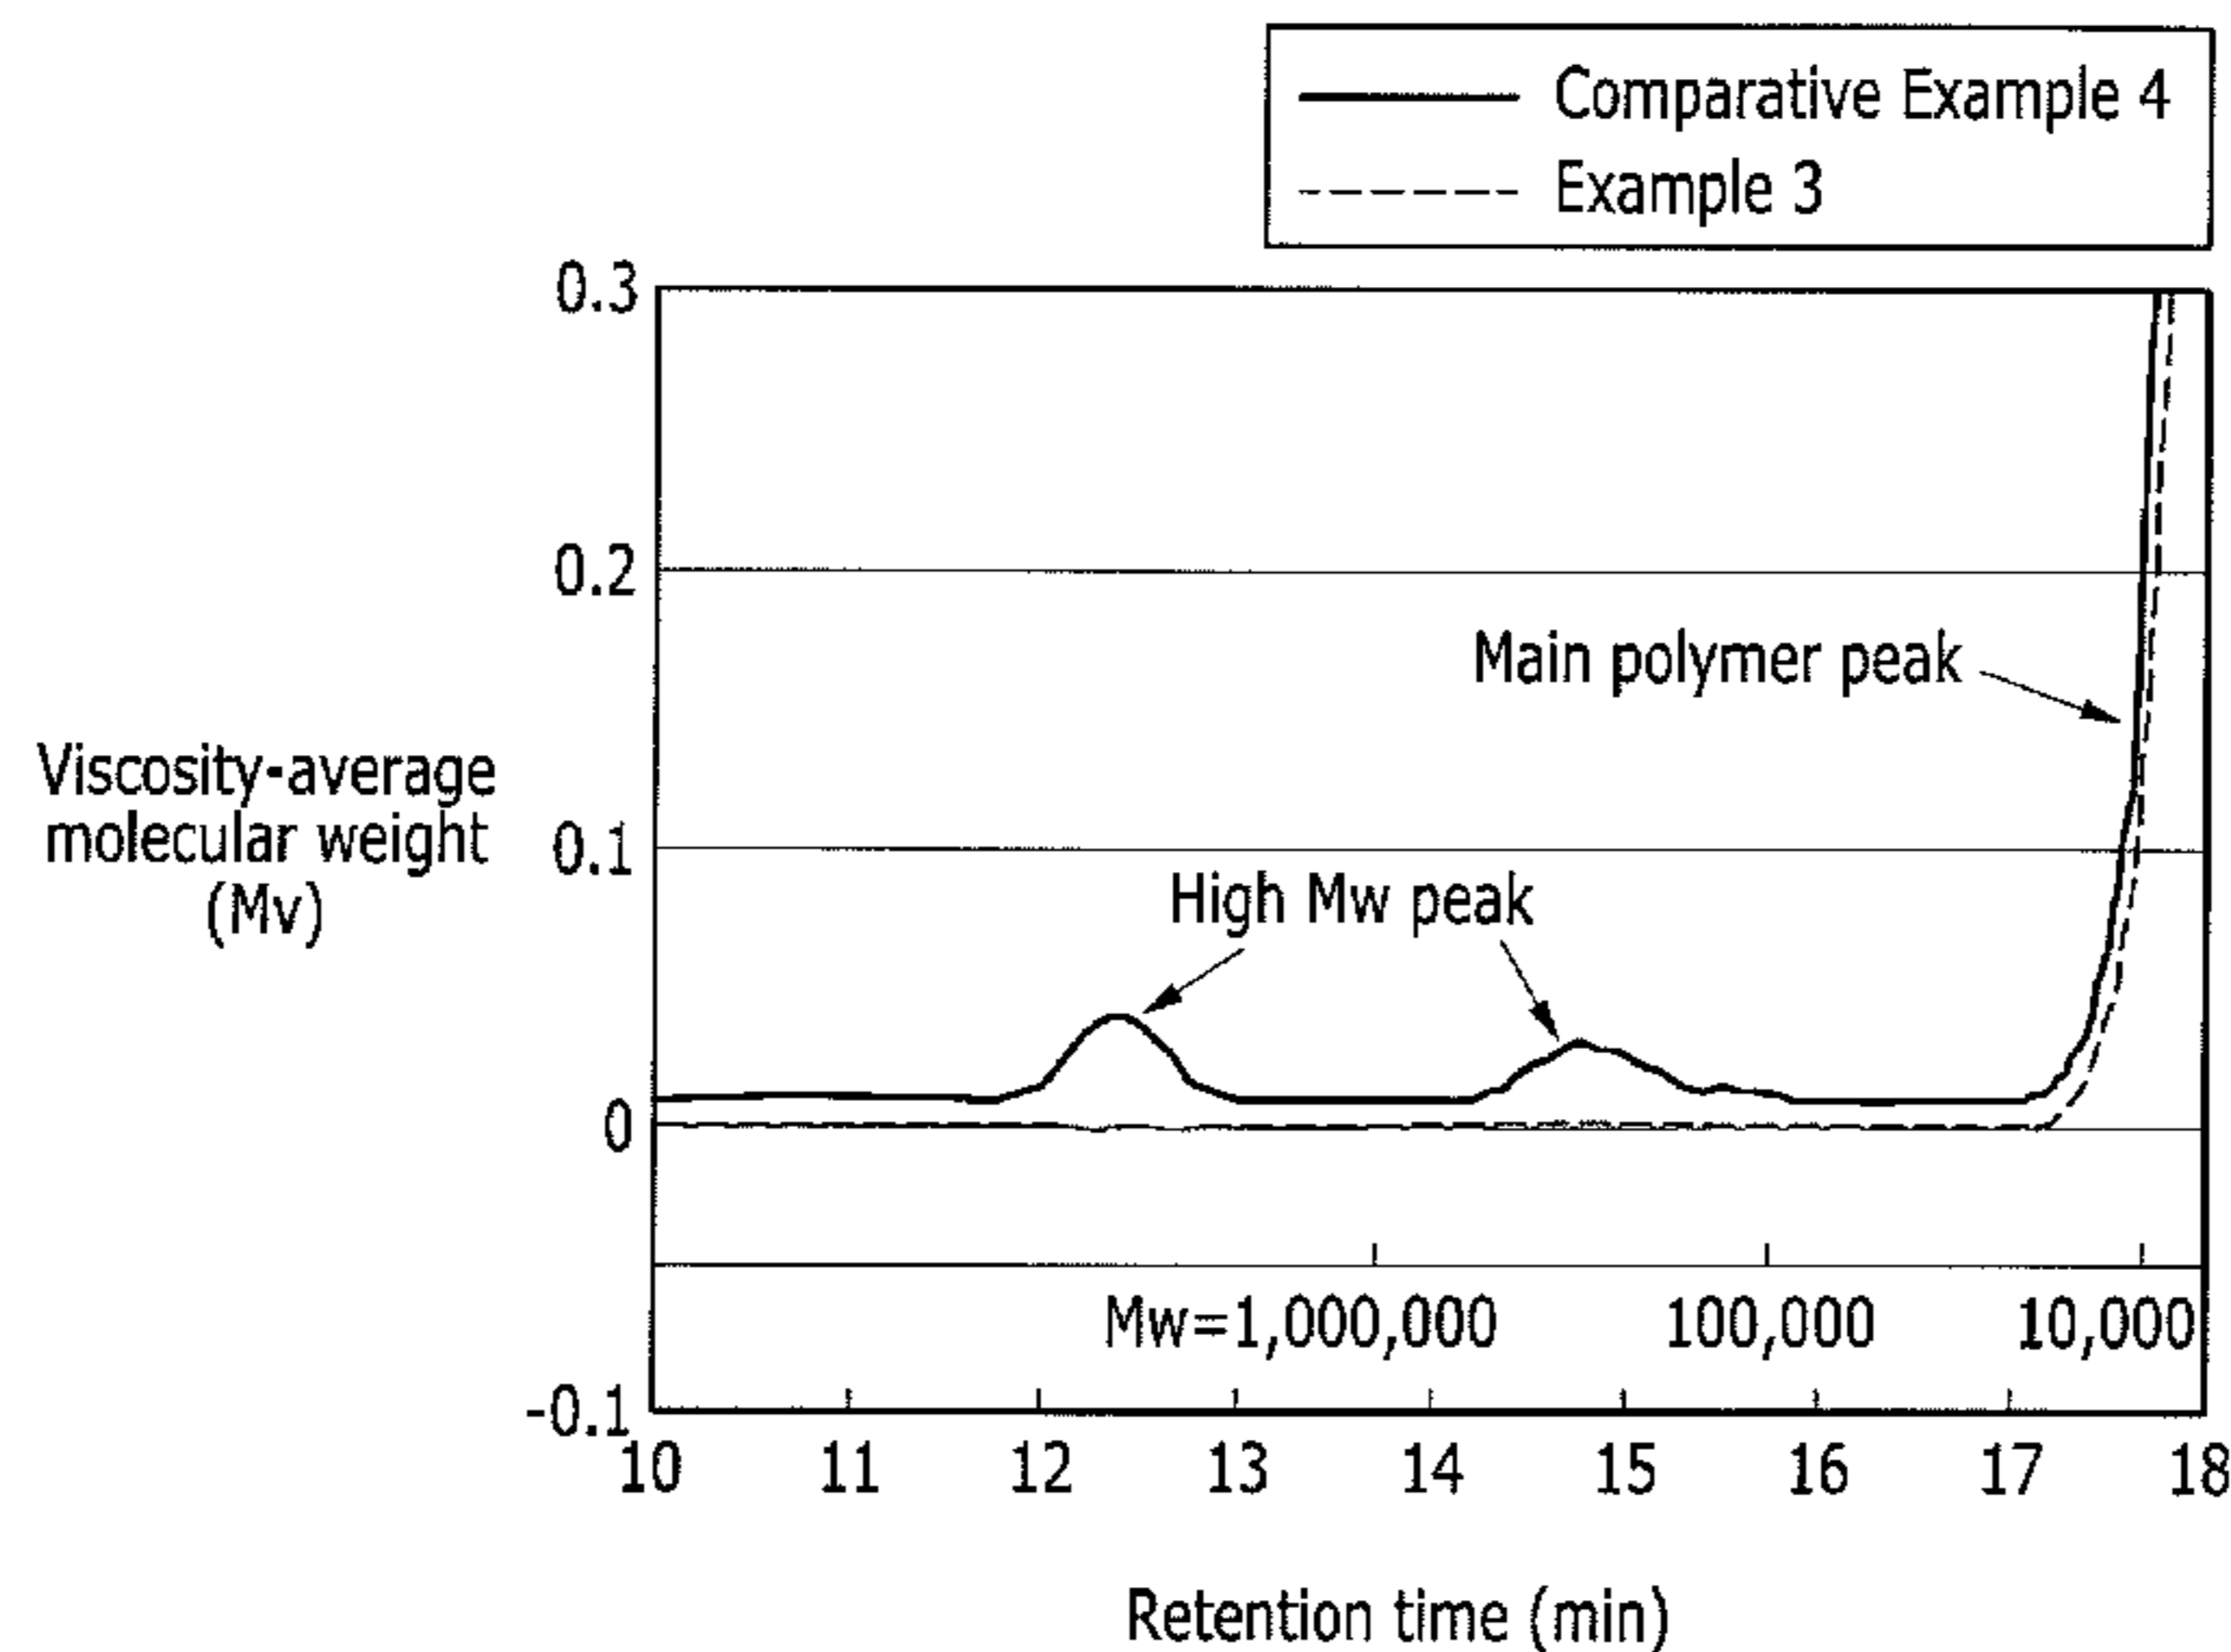 Comparative Example 4
Example 3
0.3
0.2
Main polymer peak
Viscosity-average
molecular weight
(Mv)
0.1
High Mw peak
0
Mw=1,000,000 100,000 10,000
-0.1
10 11 12 13 14 15 16 17 18
Retention time (min)